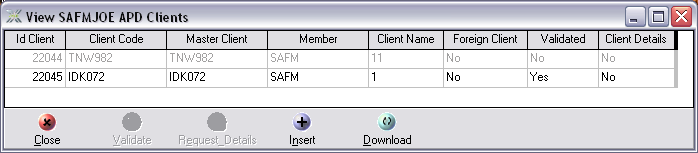 View SAFMJOE APD Clients
Id Client Client Code Master Client Member Client Name Foreign Client Validated Client Details
22044 TNW982 TNW982 SAFM 11 No No No
22045 IDK072 IDK072 SAFM 1 No Yes No
Close Validate Request_Details Insert Download